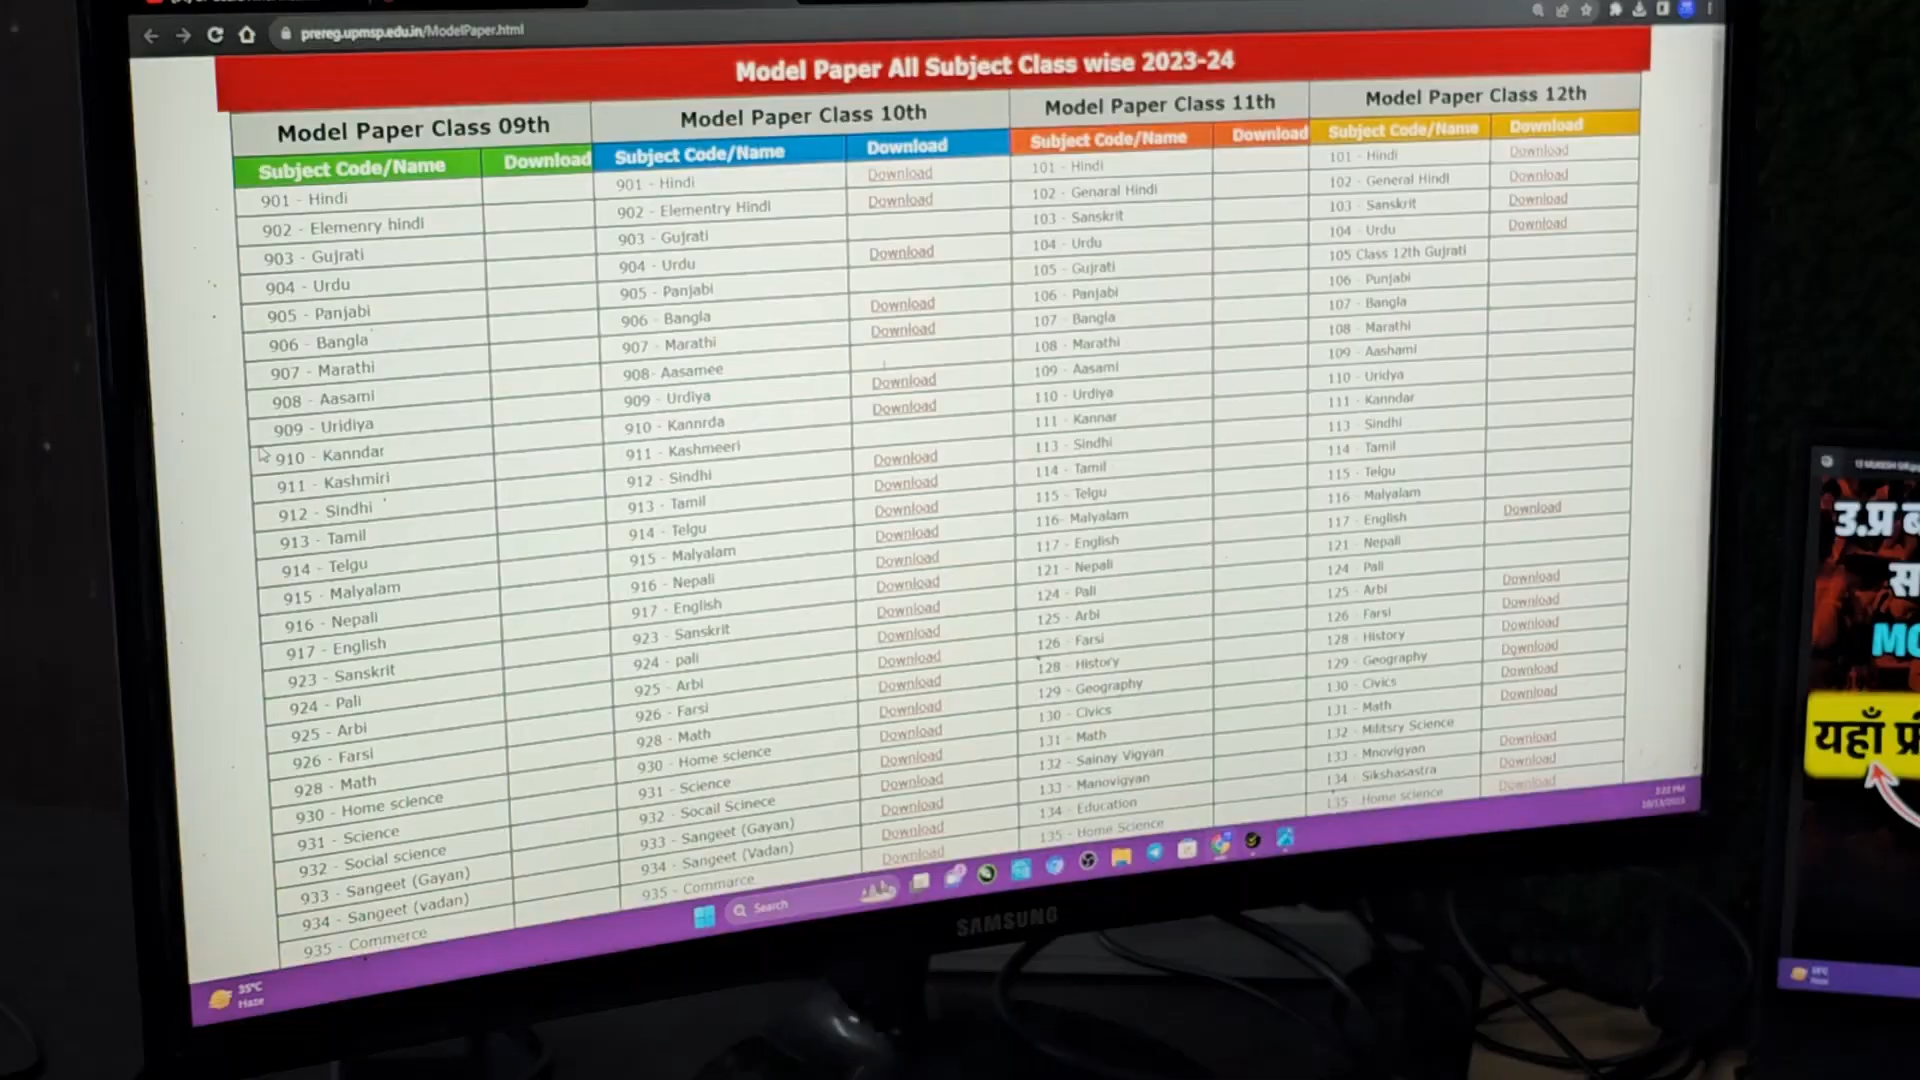 prereg.upmsp.edu.in/ModelPaper.html
Model Paper All Subject Class wise 2023-24
Model Paper Class 09th
Subject Code/Name Download
901 - Hindi
902 - Elemenry hindi
903 - Gujrati
904 - Urdu
905 - Panjabi
906 - Bangla
907 - Marathi
908 - Aasami
909 - Uridiya
910 - Kanndar
911 - Kashmiri
912 - Sindhi
913 - Tamil
914 - Telgu
915 - Malyalam
916 - Nepali
917 - English
923 - Sanskrit
924 - Pali
925 - Arbi
926 - Farsi
928 - Math
930 - Home science
931 - Science
932 - Social science
933 - Sangeet (Gayan)
934 - Sangeet (vadan)
935 - Commerce
Model Paper Class 10th
Subject Code/Name Download
901 - Hindi Download
902 - Elementry Hindi Download
903 - Gujrati
904 - Urdu Download
905 - Panjabi
906 - Bangla Download
907 - Marathi Download
908- Aasamee
909 - Urdiya Download
910 - Kannrda Download
911 - Kashmeeri
912 - Sindhi Download
913 - Tamil Download
914 - Telgu Download
915 - Malyalam Download
916 - Nepali Download
917 - English Download
923 - Sanskrit Download
924 - pali Download
925 - Arbi Download
926 - Farsi Download
928 - Math Download
930 - Home science Download
931 - Science Download
932 - Socail Scinece Download
933 - Sangeet (Gayan) Download
934 - Sangeet (Vadan) Download
935 - Commarce Download
Model Paper Class 11th
Subject Code/Name Download
101 - Hindi
102 - Genaral Hindi
103 - Sanskrit
104 - Urdu
105 - Gujrati
106 - Panjabi
107 - Bangla
108 - Marathi
109 - Aasami
110 - Urdiya
111 - Kannar
113 - Sindhi
114 - Tamil
115 - Telgu
116- Malyalam
117 - English
121 - Nepali
124 - Pali
125 - Arbi
126 - Farsi
128 - History
129 - Geography
130 - Civics
131 - Math
132 - Sainay Vigyan
133 - Manovigyan
134 - Education
135 - Home Science
Model Paper Class 12th
Subject Code/Name Download
101 - Hindi Download
102 - General Hindi Download
103 - Sanskrit Download
104 - Urdu Download
105 Class 12th Gujrati
106 - Punjabi
107 - Bangla
108 - Marathi
109 - Aashami
110 - Uridya
111 - Kanndar
113 - Sindhi
114 - Tamil
115 - Telgu
116 - Malyalam
117 - English Download
121 - Nepali
124 - Pali
125 - Arbi Download
126 - Farsi Download
128 - History Download
129 - Geography Download
130 - Civics Download
131 - Math Download
132 - Militsry Science
133 - Mnovigyan Download
134 - Sikshasastra Download
135 - Home science Download
Search
35°C
Haze
SAMSUNG
उ.प्र
यहाँ